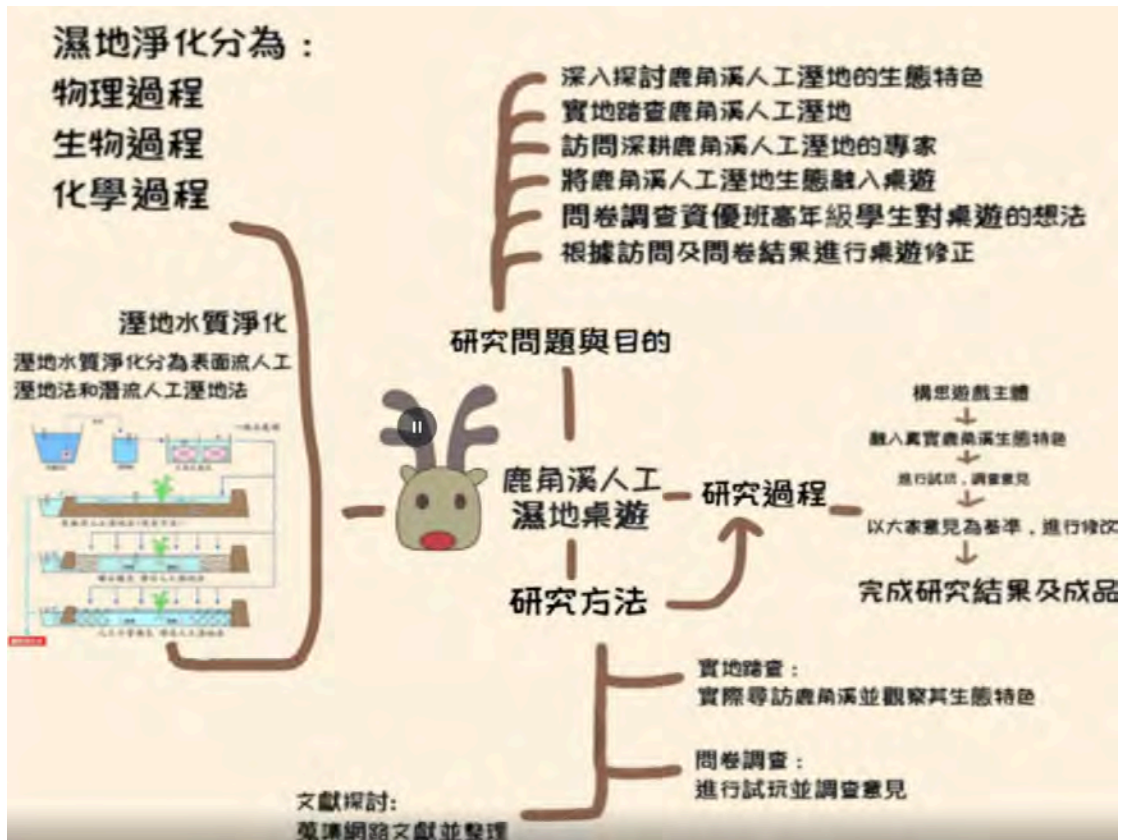 濕地淨化分為：
物理過程
生物過程
化學過程
深入探討鹿角溪人工溼地的生態特色
實地踏查鹿角溪人工溼地
訪問深耕鹿角溪人工溼地的專家
將鹿角溪人工溼地生態融入桌遊
問卷調查資優班高年級學生對桌遊的想法
根據訪問及問卷結果進行桌遊修正
研究問題與目的
溼地水質淨化
溼地水質淨化分為表面流人工
溼地法和潛流人工溼地法
鹿角溪人工
濕地桌遊
研究過程
構思遊戲主體
融入真實鹿角溪生態特色
進行試玩，調查意見
以大家意見為基準，進行修改
完成研究結果及成品
研究方法
實地踏查：
實際尋訪鹿角溪並觀察其生態特色
問卷調查：
進行試玩並調查意見
文獻探討:
網路文獻並整理